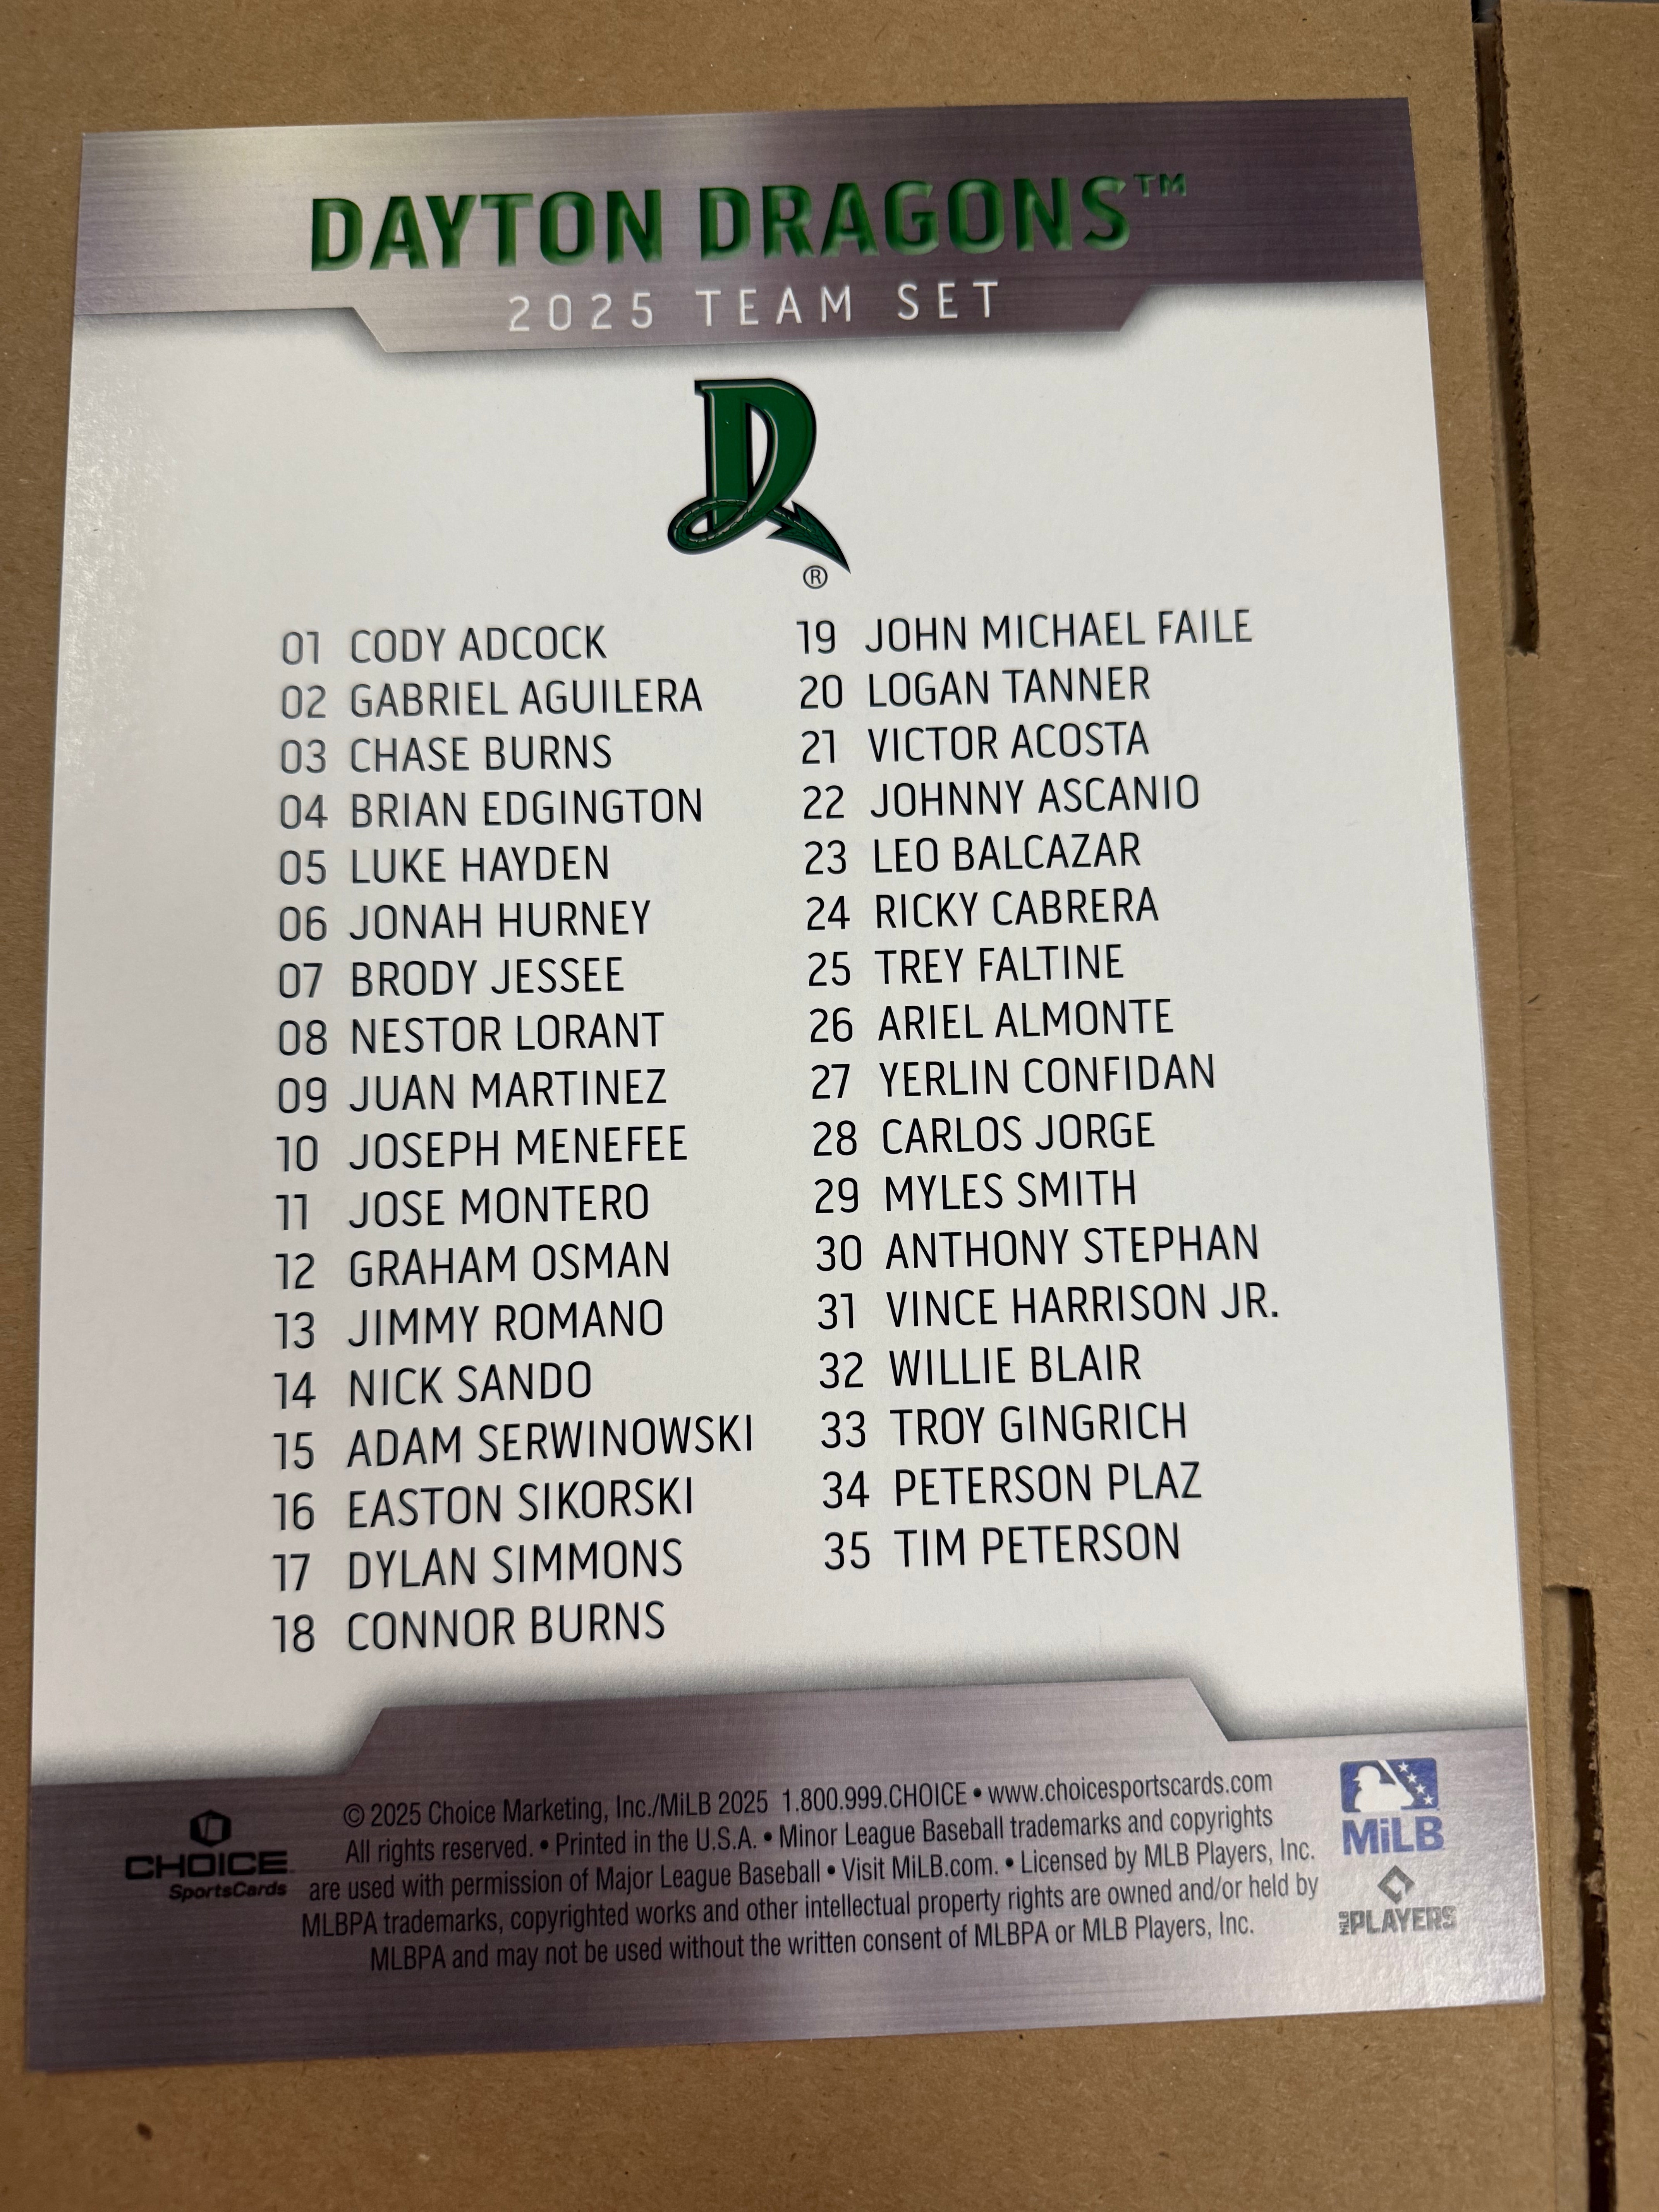 DAYTON DRAGONS™
2025 TEAM SET
D
®
01 CODY ADCOCK
02 GABRIEL AGUILERA
03 CHASE BURNS
04 BRIAN EDGINGTON
05 LUKE HAYDEN
06 JONAH HURNEY
07 BRODY JESSEE
08 NESTOR LORANT
09 JUAN MARTINEZ
10 JOSEPH MENEFEE
11 JOSE MONTERO
12 GRAHAM OSMAN
13 JIMMY ROMANO
14 NICK SANDO
15 ADAM SERWINOWSKI
16 EASTON SIKORSKI
17 DYLAN SIMMONS
18 CONNOR BURNS
19 JOHN MICHAEL FAILE
20 LOGAN TANNER
21 VICTOR ACOSTA
22 JOHNNY ASCANIO
23 LEO BALCAZAR
24 RICKY CABRERA
25 TREY FALTINE
26 ARIEL ALMONTE
27 YERLIN CONFIDAN
28 CARLOS JORGE
29 MYLES SMITH
30 ANTHONY STEPHAN
31 VINCE HARRISON JR.
32 WILLIE BLAIR
33 TROY GINGRICH
34 PETERSON PLAZ
35 TIM PETERSON
CHOICE
SportsCards
© 2025 Choice Marketing, Inc./MiLB 2025 1.800.999.CHOICE • www.choicesportscards.com
All rights reserved. • Printed in the U.S.A. • Minor League Baseball trademarks and copyrights
are used with permission of Major League Baseball • Visit MiLB.com. • Licensed by MLB Players, Inc.
MLBPA trademarks, copyrighted works and other intellectual property rights are owned and/or held by
MLBPA and may not be used without the written consent of MLBPA or MLB Players, Inc.
MiLB
MLB PLAYERS